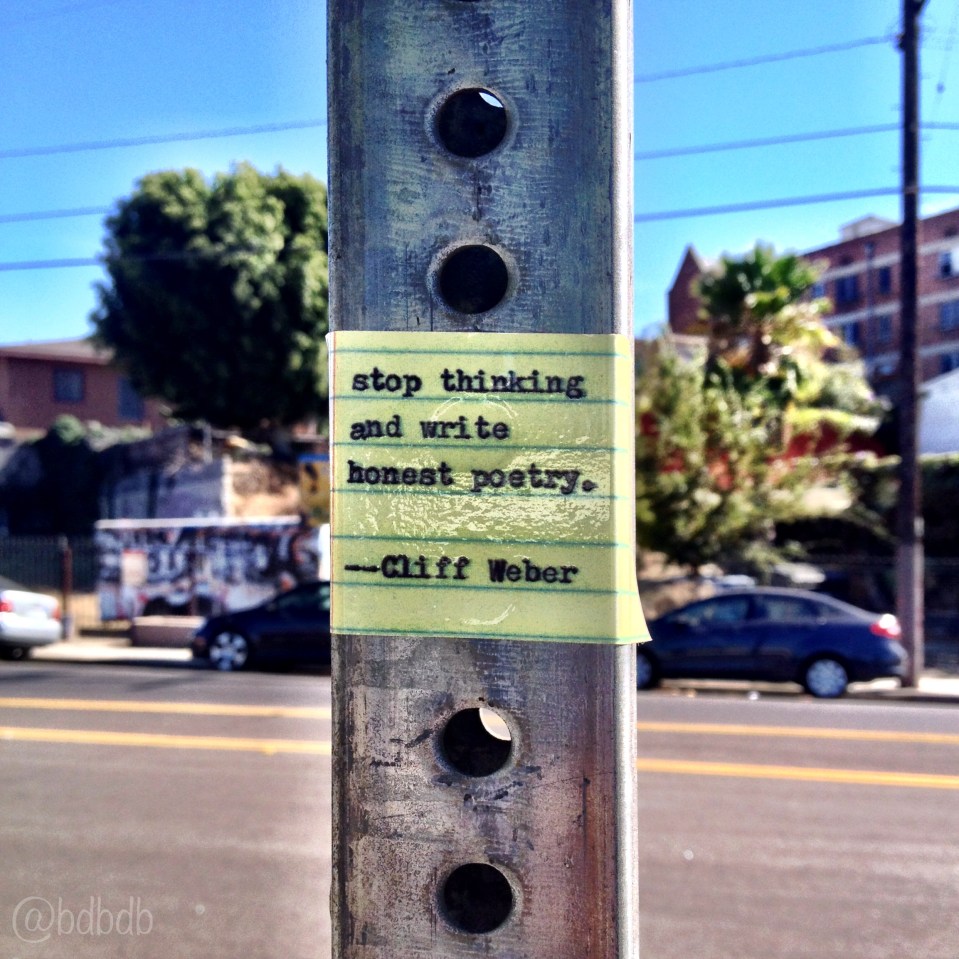 stop thinking
and write
honest poetry.
--Cliff Weber
@bdbdb